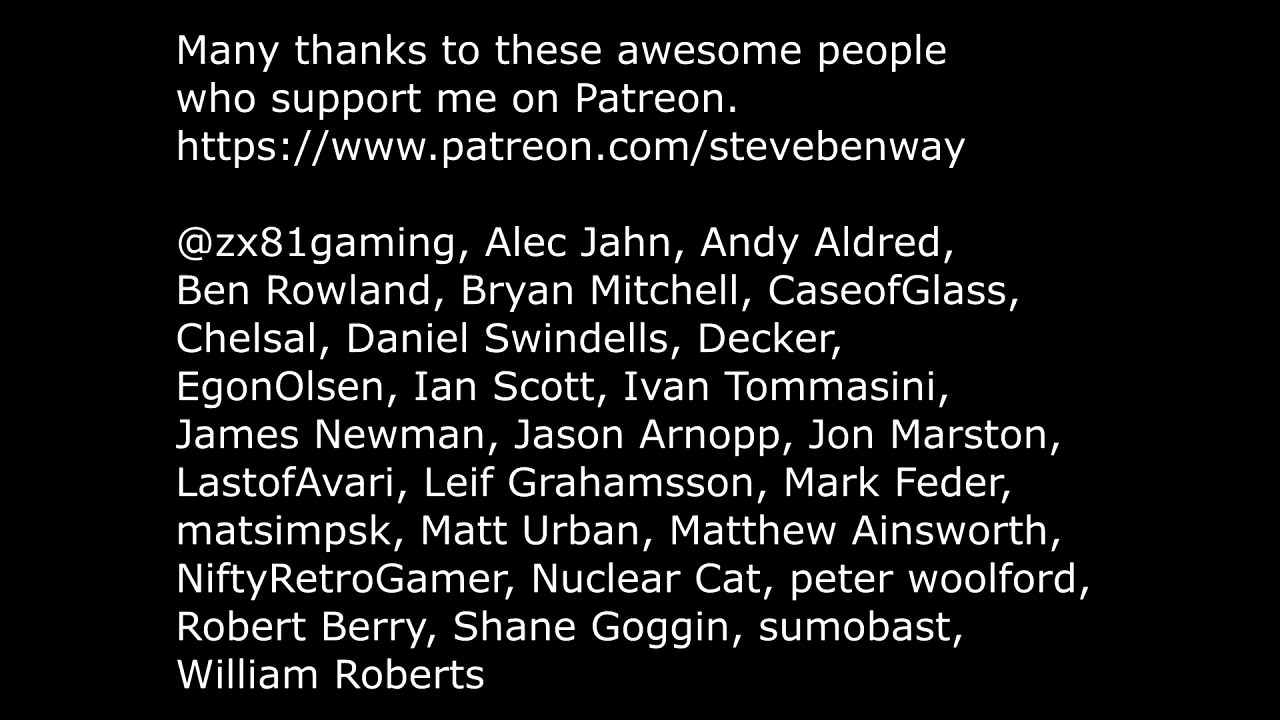 Many thanks to these awesome people
who support me on Patreon.
https://www.patreon.com/stevebenway
@zx81gaming, Alec Jahn, Andy Aldred,
Ben Rowland, Bryan Mitchell, CaseofGlass,
Chelsal, Daniel Swindells, Decker,
EgonOlsen, Ian Scott, Ivan Tommasini,
James Newman, Jason Arnopp, Jon Marston,
LastofAvari, Leif Grahamsson, Mark Feder,
matsimpsk, Matt Urban, Matthew Ainsworth,
NiftyRetroGamer, Nuclear Cat, peter woolford,
Robert Berry, Shane Goggin, sumobast,
William Roberts